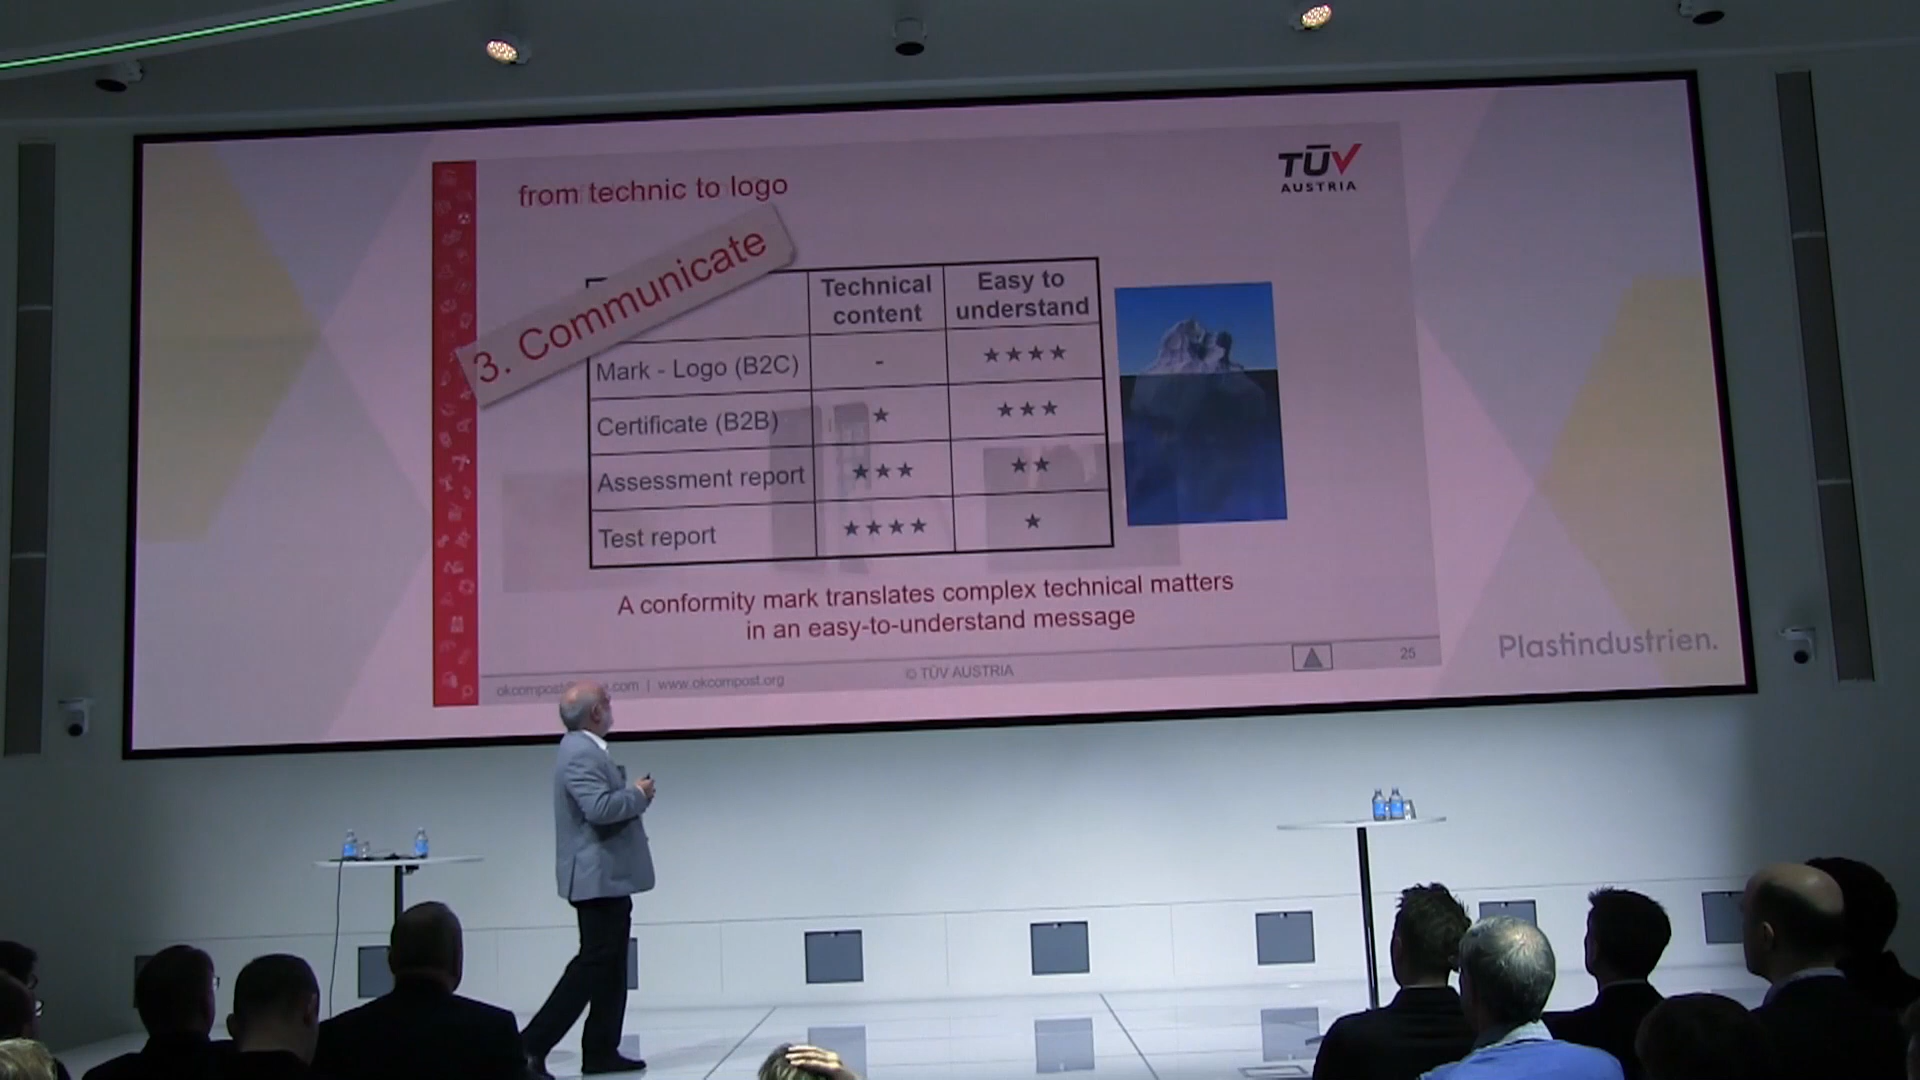 from technic to logo
TÜV
AUSTRIA
3. Communicate
Technical content
Easy to understand
Mark - Logo (B2C) - ★★★★
Certificate (B2B) ★ ★★★
Assessment report ★★★ ★★
Test report ★★★★ ★
A conformity mark translates complex technical matters
in an easy-to-understand message
Plastindustrien.
.com | www.okcompost.org
© TÜV AUSTRIA
25